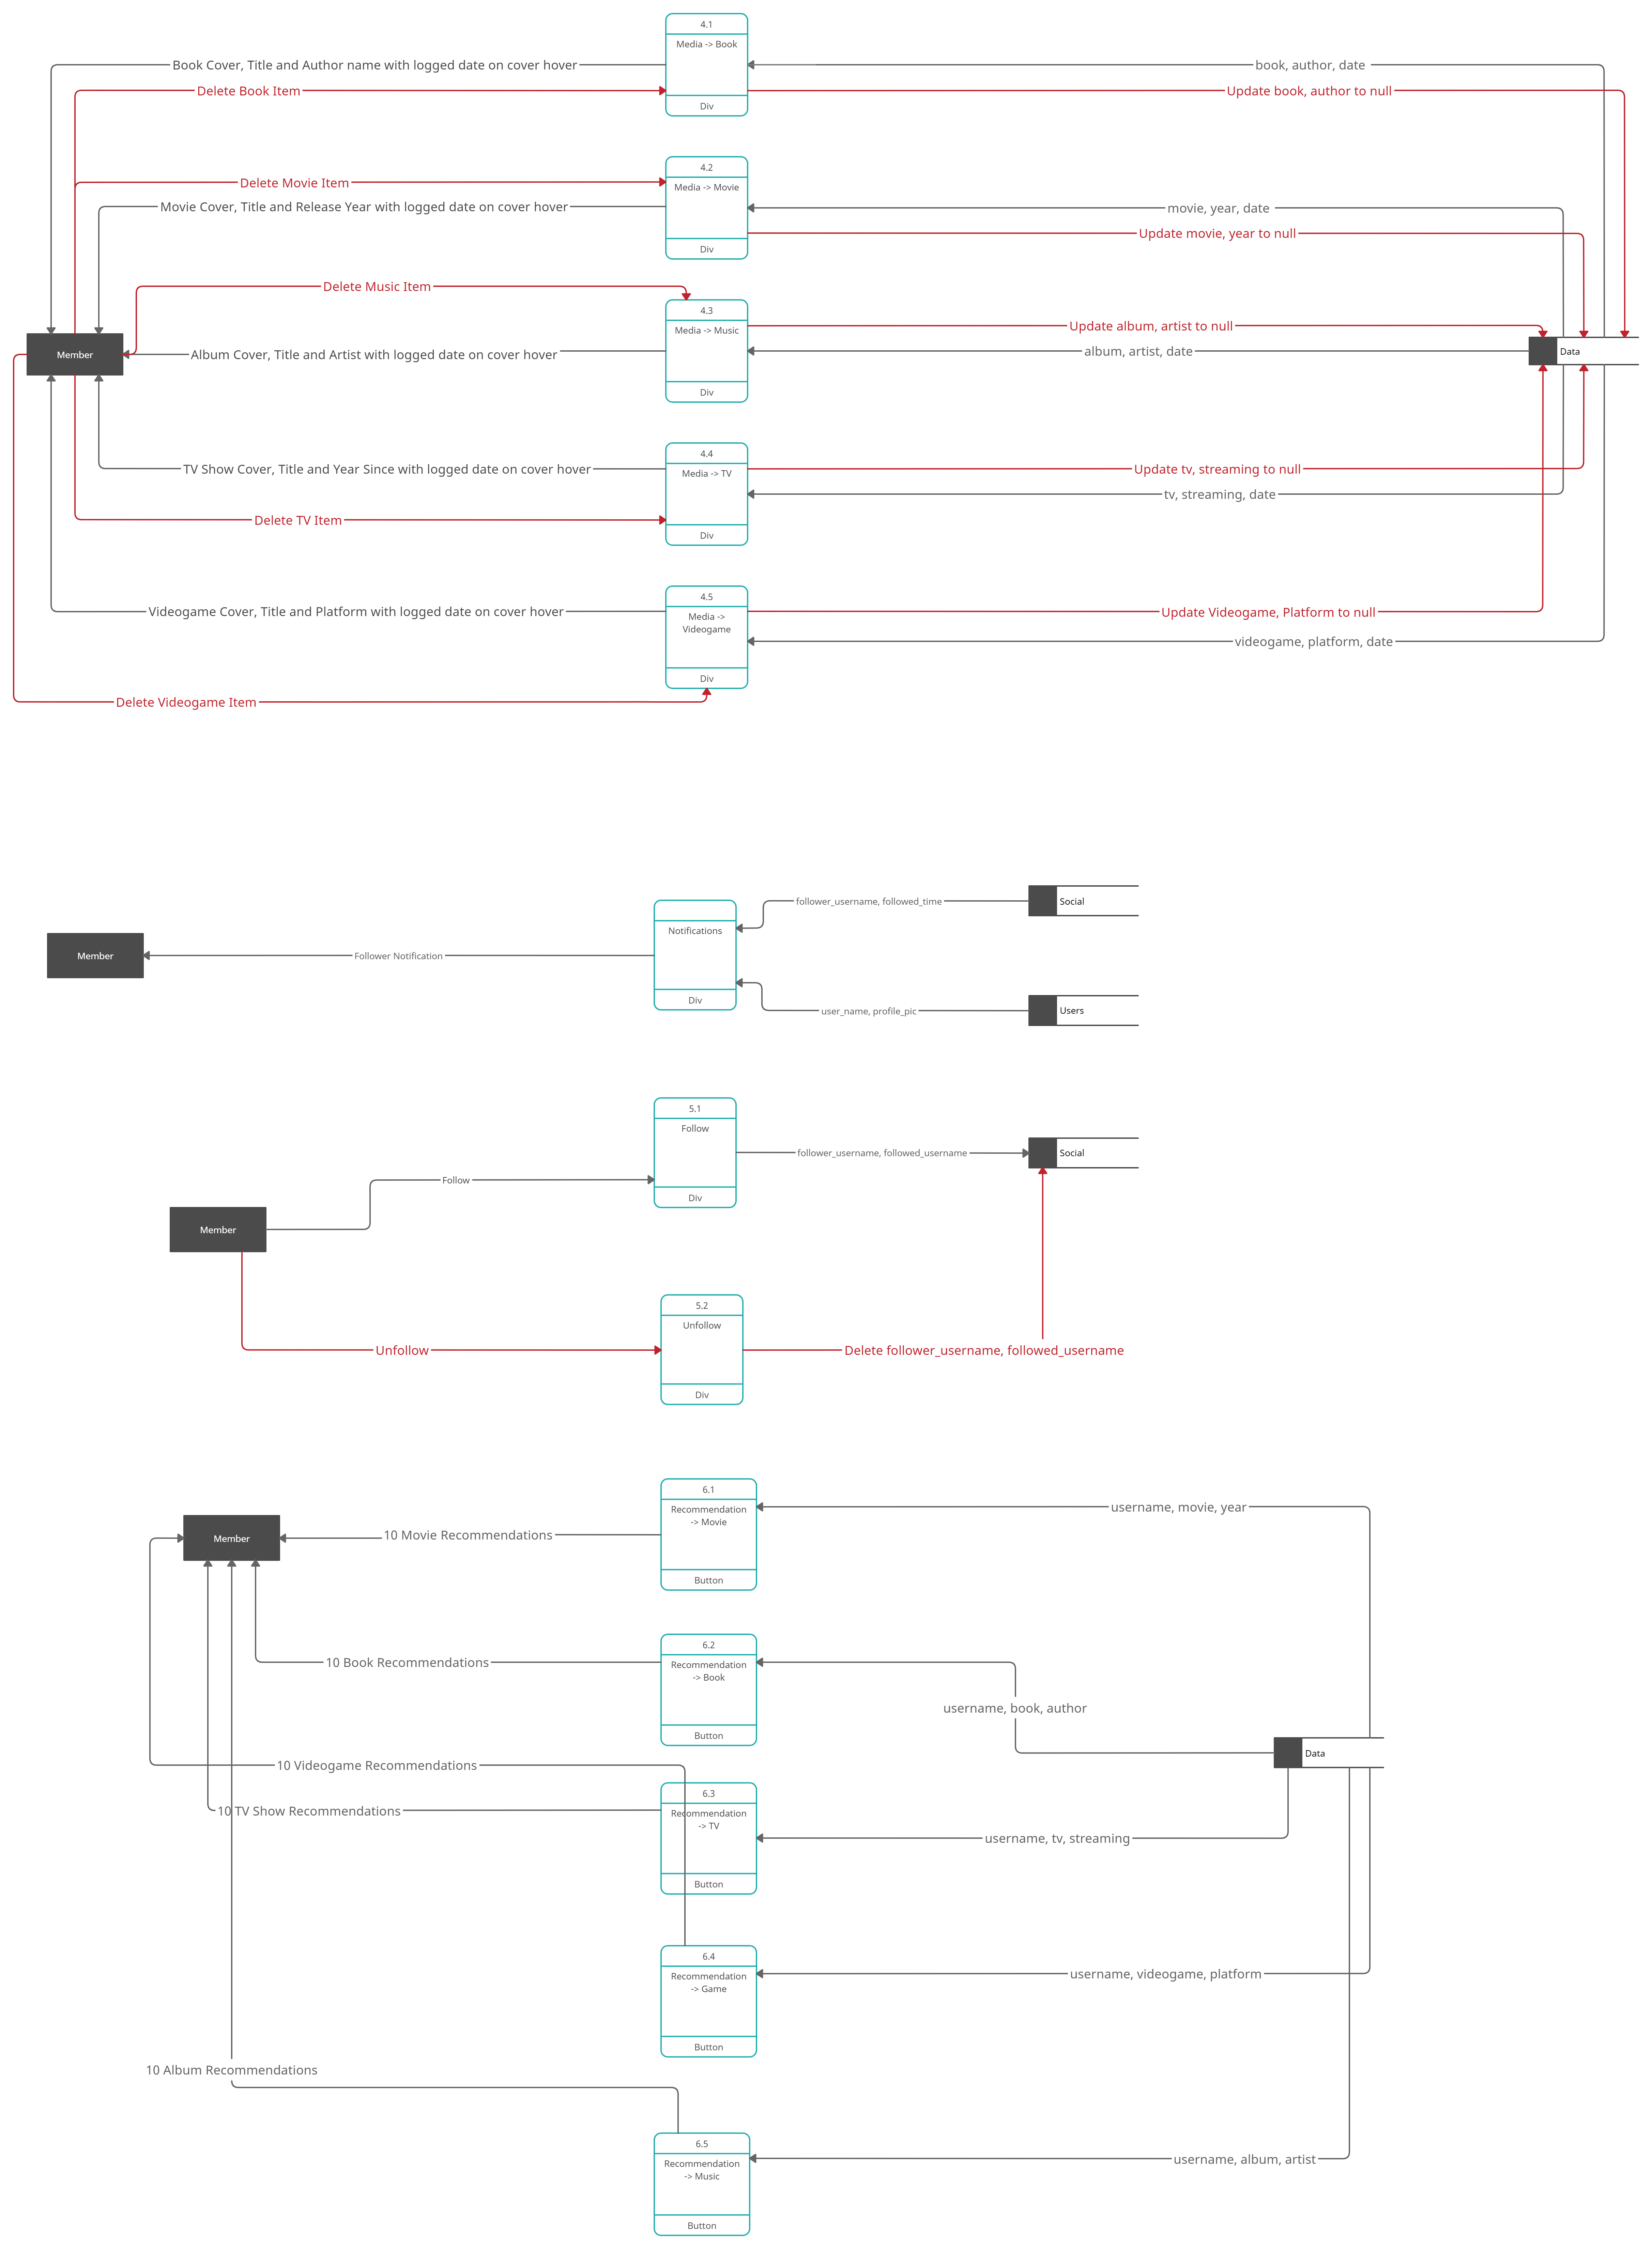 4.1
Media -> Book
Book Cover, Title and Author name with logged date on cover hover
book, author, date
Delete Book Item
Update book, author to null
Div
4.2
Delete Movie Item
Media -> Movie
Movie Cover, Title and Release Year with logged date on cover hover
movie, year, date
Update movie, year to null
Div
Delete Music Item
4.3
Media -> Music
Update album, artist to null
Member
Album Cover, Title and Artist with logged date on cover hover
album, artist, date
Data
Div
4.4
TV Show Cover, Title and Year Since with logged date on cover hover
Media -> TV
Update tv, streaming to null
tv, streaming, date
Delete TV Item
Div
4.5
Videogame Cover, Title and Platform with logged date on cover hover
Media ->
Videogame
Update Videogame, Platform to null
videogame, platform, date
Div
Delete Videogame Item
follower_username, followed_time
Social
Notifications
Member
Follower Notification
Div
user_name, profile_pic
Users
5.1
Follow
follower_username, followed_username
Social
Follow
Div
Member
5.2
Unfollow
Unfollow
Delete follower_username, followed_username
Div
6.1
Recommendation
-> Movie
username, movie, year
Member
10 Movie Recommendations
Button
6.2
Recommendation
-> Book
10 Book Recommendations
username, book, author
Button
Data
10 Videogame Recommendations
6.3
Recommendation
-> TV
10 TV Show Recommendations
username, tv, streaming
Button
6.4
Recommendation
-> Game
username, videogame, platform
Button
10 Album Recommendations
6.5
Recommendation
-> Music
username, album, artist
Button